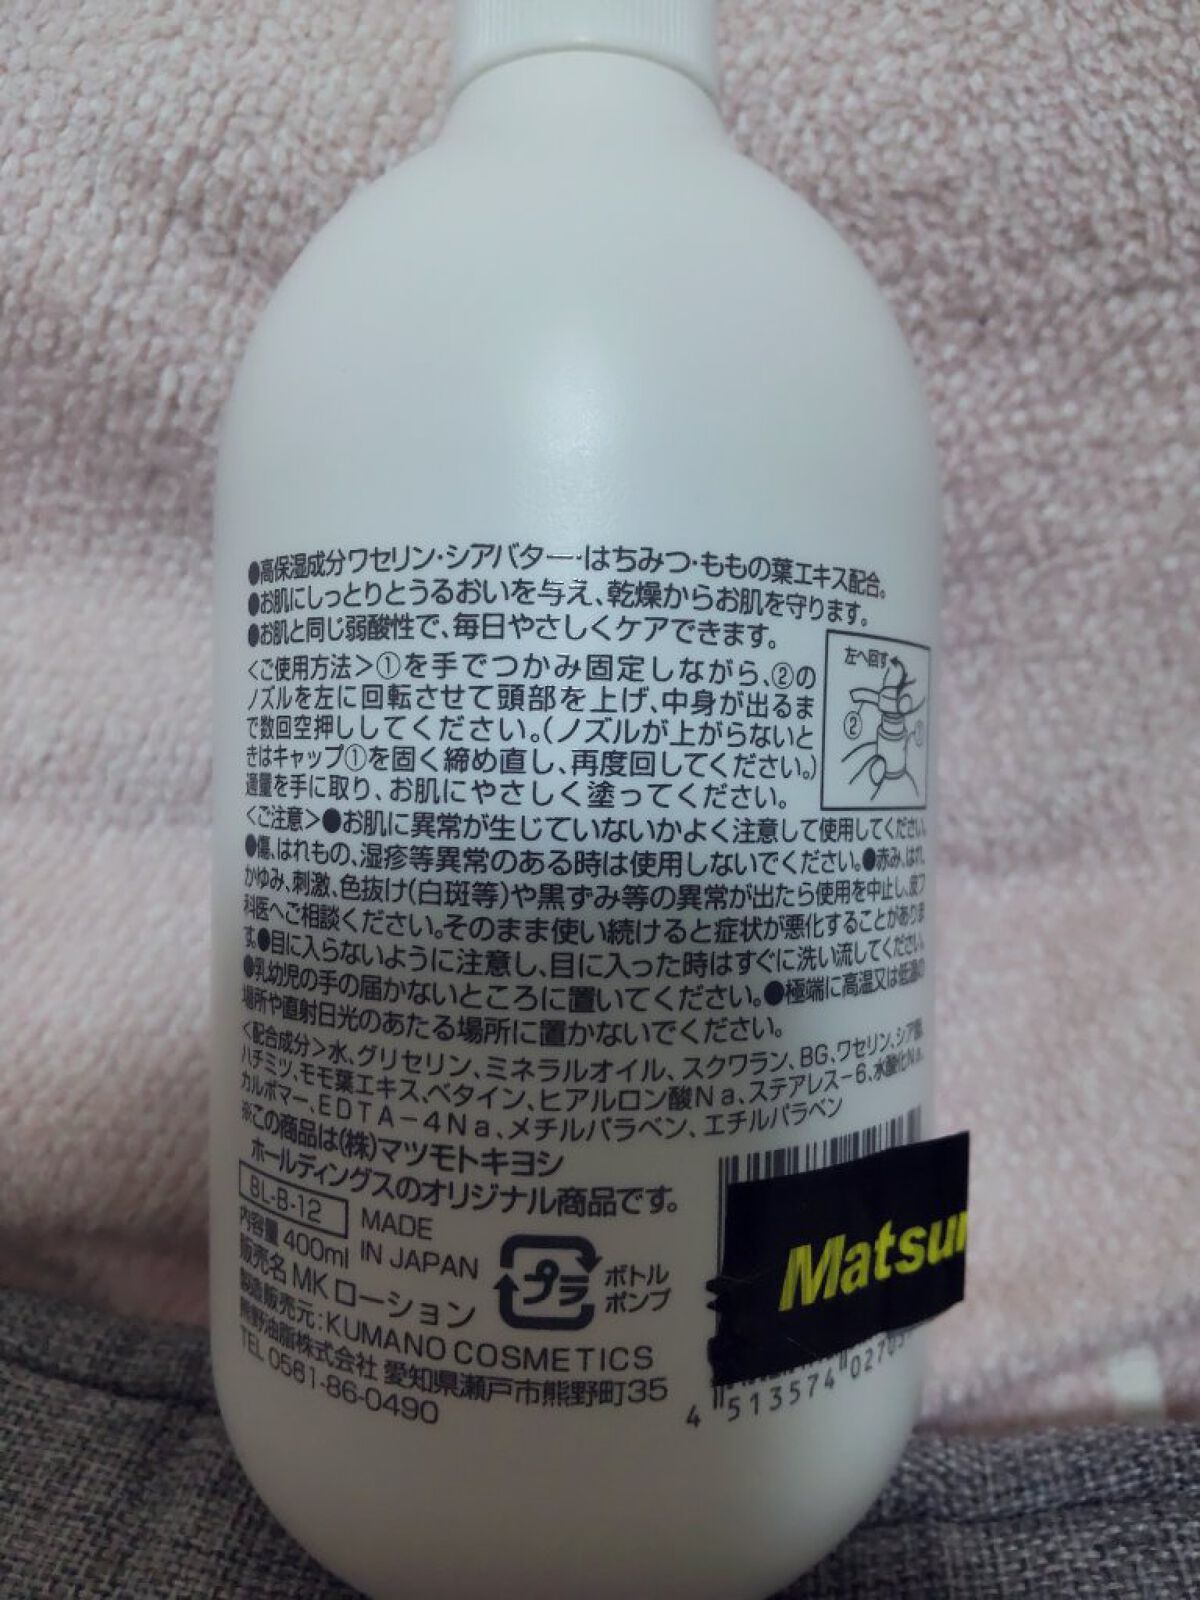 ●高保湿成分ワセリン・シアバター・はちみつ・ももの葉エキス配合。
●お肌にしっとりとうるおいを与え、乾燥からお肌を守ります。
●お肌と同じ弱酸性で、毎日やさしくケアできます。
<ご使用方法>①を手でつかみ固定しながら、②の
ノズルを左に回転させて頭部を上げ、中身が出るま
で数回空押ししてください。(ノズルが上がらないと
きはキャップ①を固く締め直し、再度回してください。)
適量を手に取り、お肌にやさしく塗ってください。
左へ回す
②
①
<ご注意>●お肌に異常が生じていないかよく注意して使用してください。
●傷、はれもの、湿疹等異常のある時は使用しないでください。●赤み、はれ、
かゆみ、刺激、色抜け(白斑等)や黒ずみ等の異常が出たら使用を中止し、皮フ
科医へご相談ください。そのまま使い続けると症状が悪化することがありま
す。●目に入らないように注意し、目に入った時はすぐに洗い流してください。
●乳幼児の手の届かないところに置いてください。●極端に高温又は低温の
場所や直射日光のあたる場所に置かないでください。
<配合成分>水、グリセリン、ミネラルオイル、スクワラン、BG、ワセリン、シア脂、
ハチミツ、モモ葉エキス、ベタイン、ヒアルロン酸Na、ステアレス-6、水酸化Na、
カルボマー、EDTA-4Na、メチルパラベン、エチルパラベン
※この商品は(株)マツモトキヨシ
ホールディングスのオリジナル商品です。
BL-B-12
MADE
IN JAPAN
内容量 400ml
販売名 MK ローション
製造販売元:KUMANO COSMETICS
熊野油脂株式会社 愛知県瀬戸市熊野町35
TEL 0561-86-0490
プラ
ボトル
ポンプ
Matsu
4 513574 0270